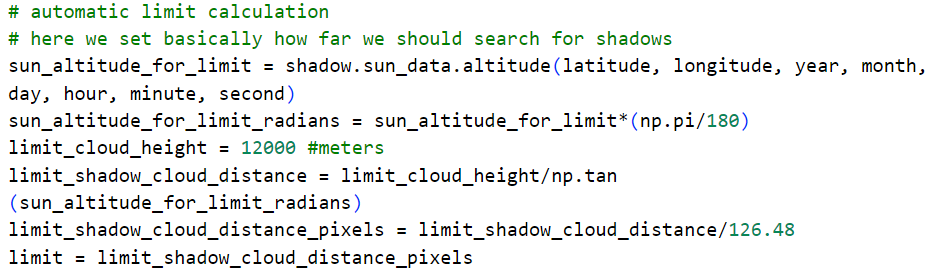 # automatic limit calculation
# here we set basically how far we should search for shadows
sun_altitude_for_limit = shadow.sun_data.altitude(latitude, longitude, year, month,
day, hour, minute, second)
sun_altitude_for_limit_radians = sun_altitude_for_limit*(np.pi/180)
limit_cloud_height = 12000 #meters
limit_shadow_cloud_distance = limit_cloud_height/np.tan
(sun_altitude_for_limit_radians)
limit_shadow_cloud_distance_pixels = limit_shadow_cloud_distance/126.48
limit = limit_shadow_cloud_distance_pixels